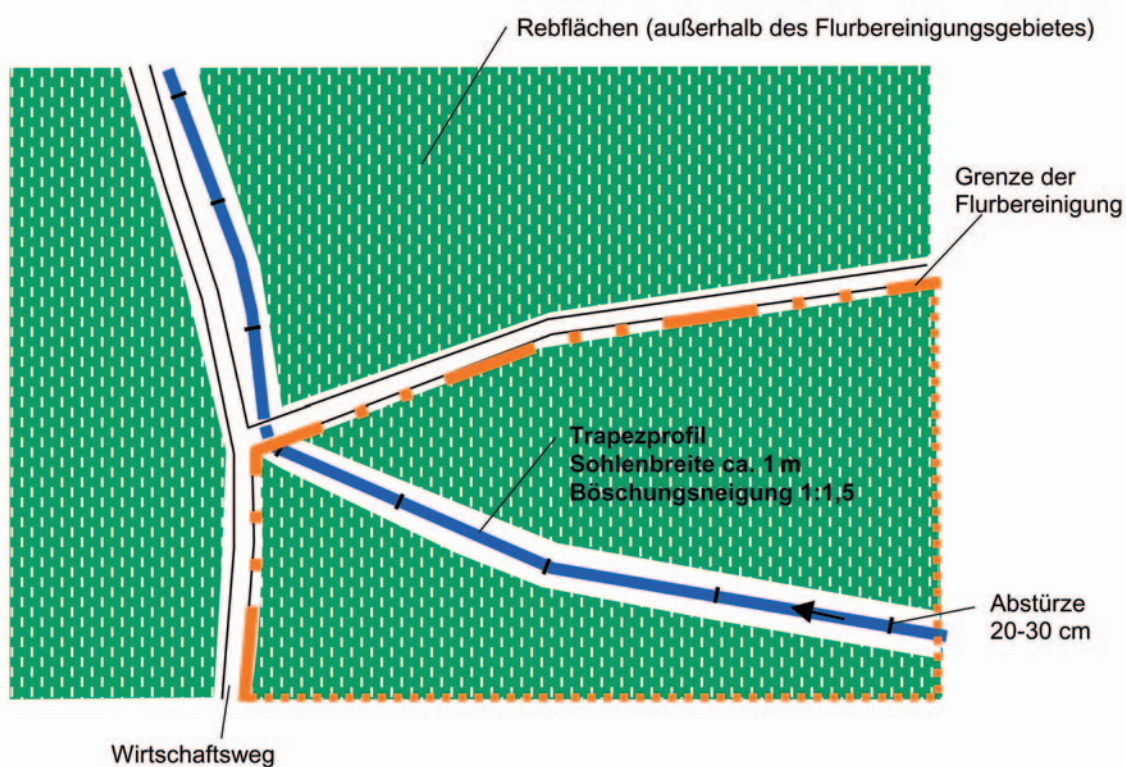 Rebflächen (außerhalb des Flurbereinigungsgebietes)
Grenze der
Flurbereinigung
Trapezprofil
Sohlenbreite ca. 1 m
Böschungsneigung 1:1,5
Abstürze
20-30 cm
Wirtschaftsweg